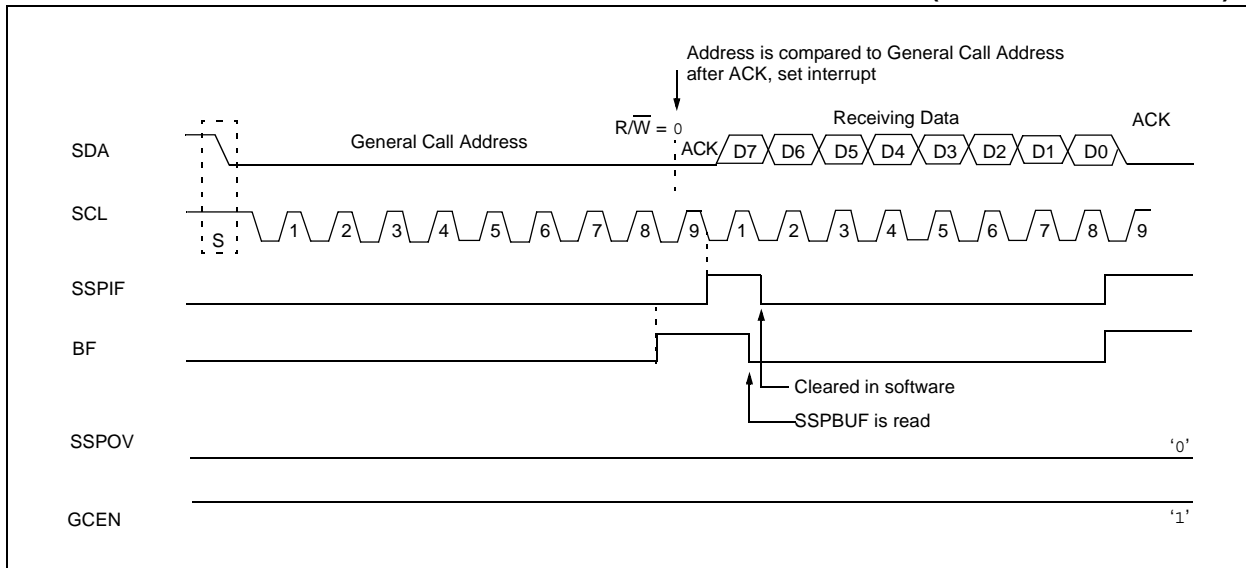 Address is compared to General Call Address
after ACK, set interrupt
R/W̅ = 0
Receiving Data
ACK
SDA
General Call Address
ACK
D7 D6 D5 D4 D3 D2 D1 D0
SCL
S
1 2 3 4 5 6 7 8 9 1 2 3 4 5 6 7 8 9
SSPIF
BF
Cleared in software
SSPBUF is read
SSPOV
‘0’
GCEN
‘1’